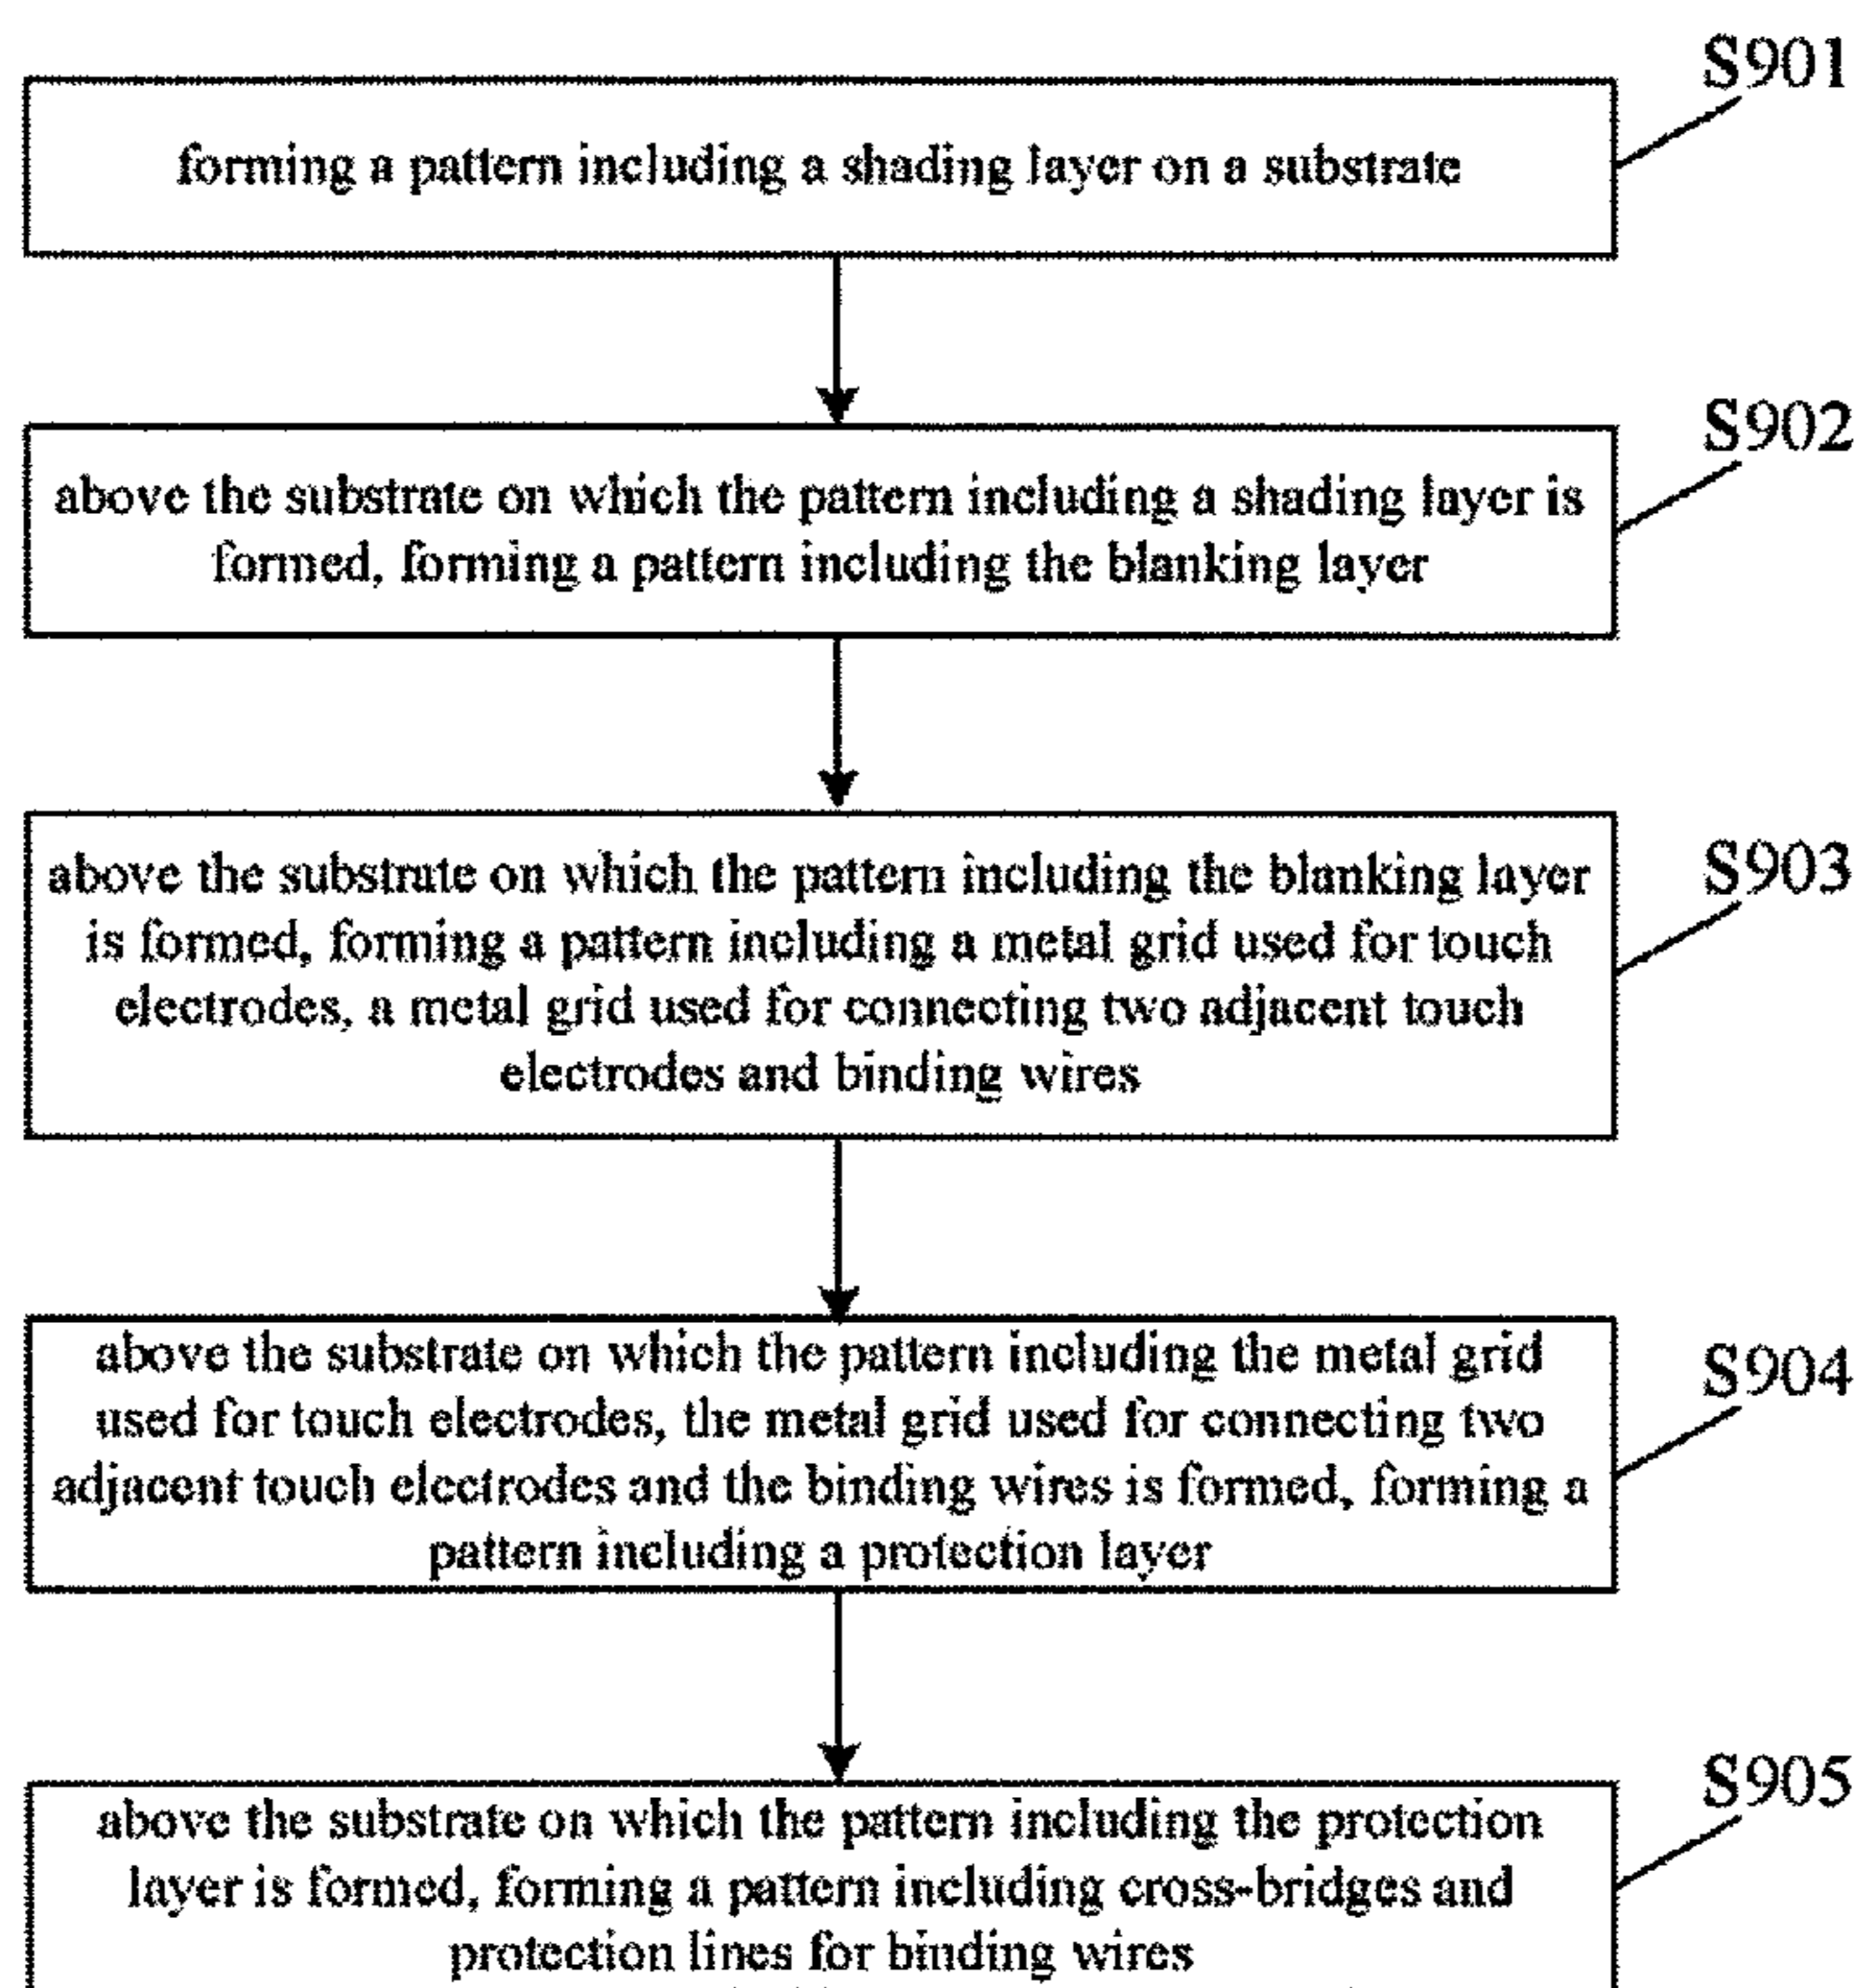 S901
forming a pattern including a shading layer on a substrate
S902
above the substrate on which the pattern including a shading layer is
formed, forming a pattern including the blanking layer
S903
above the substrate on which the pattern including the blanking layer
is formed, forming a pattern including a metal grid used for touch
electrodes, a metal grid used for connecting two adjacent touch
electrodes and binding wires
S904
above the substrate on which the pattern including the metal grid
used for touch electrodes, the metal grid used for connecting two
adjacent touch electrodes and the binding wires is formed, forming a
pattern including a protection layer
S905
above the substrate on which the pattern including the protection
layer is formed, forming a pattern including cross-bridges and
protection lines for binding wires